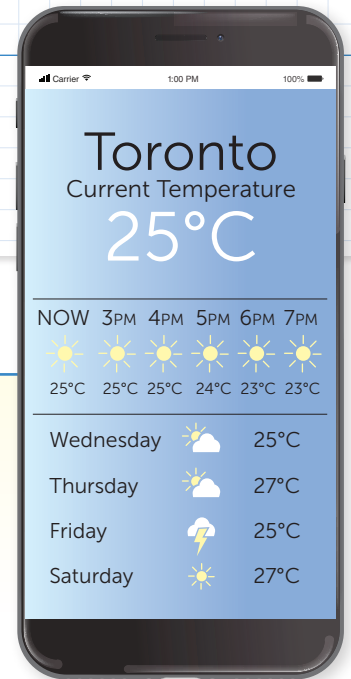 Carrier 1:00 PM 100%
Toronto
Current Temperature
25°C
NOW 3PM 4PM 5PM 6PM 7PM
25°C 25°C 25°C 24°C 23°C 23°C
Wednesday 25°C
Thursday 27°C
Friday 25°C
Saturday 27°C